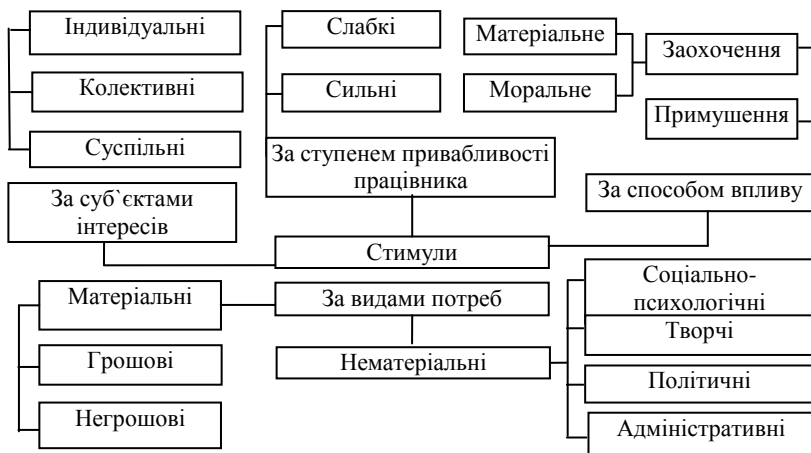 Індивідуальні
Колективні
Суспільні
Слабкі
Сильні
Матеріальне
Моральне
Заохочення
Примушення
За ступенем привабливості
працівника
За суб`єктами
інтересів
За способом впливу
Стимули
Матеріальні
Грошові
Негрошові
За видами потреб
Нематеріальні
Соціально-
психологічні
Творчі
Політичні
Адміністративні